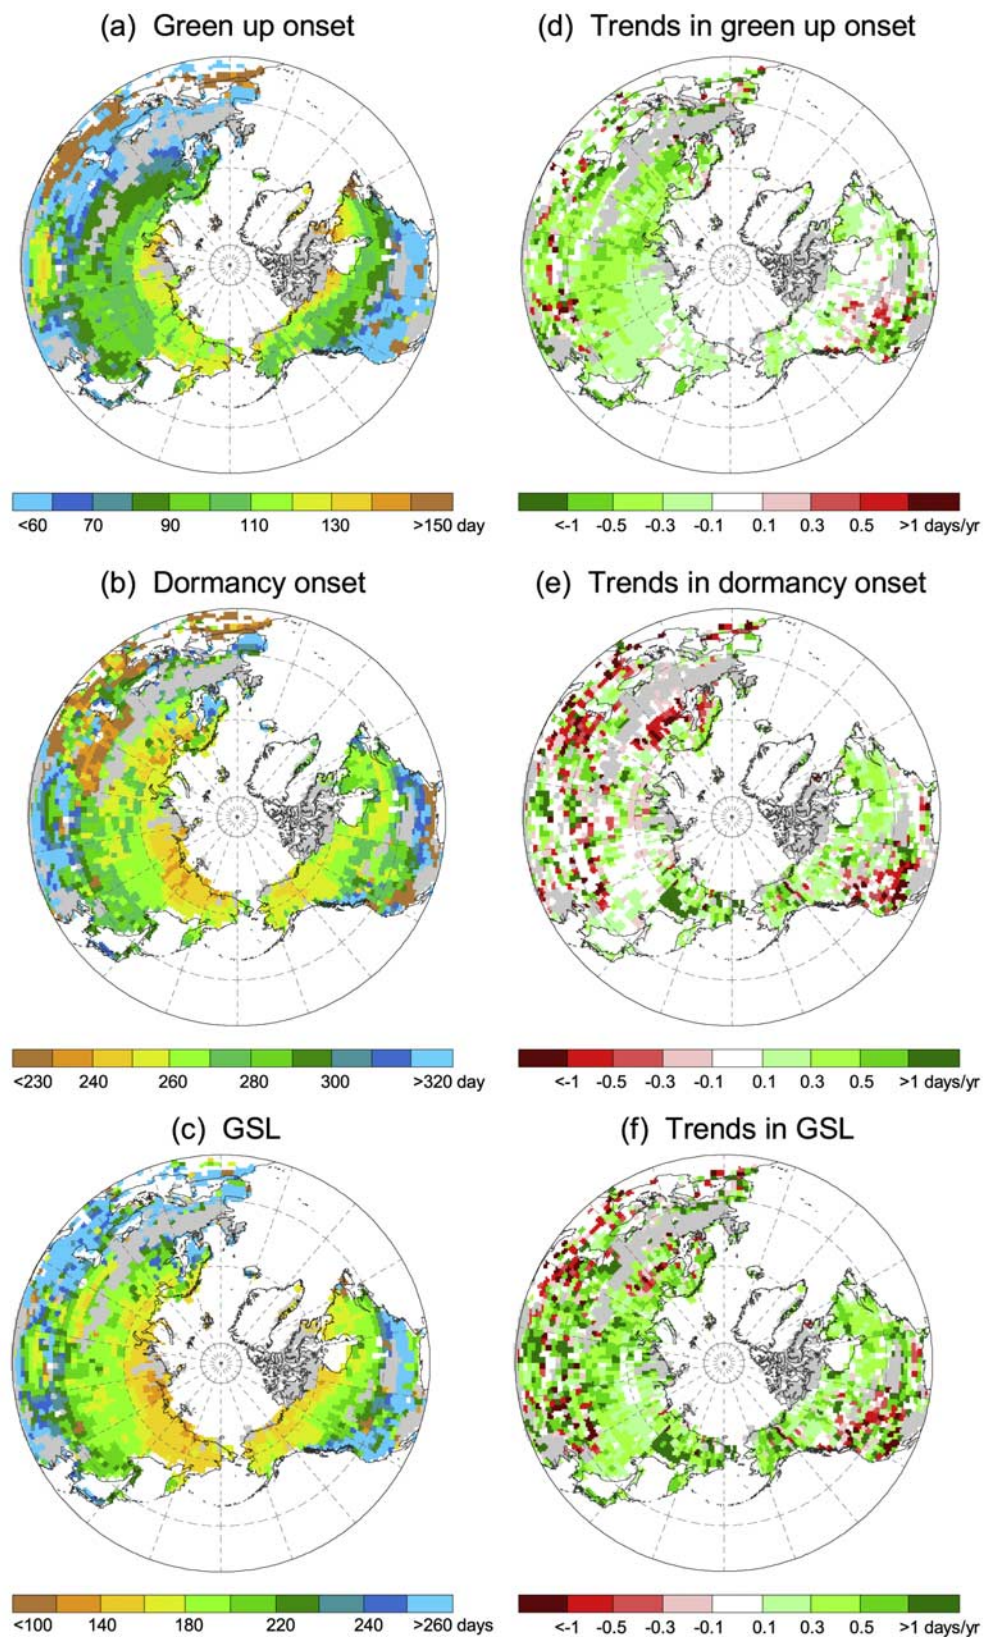 (a) Green up onset
(d) Trends in green up onset
<60 70 90 110 130 >150 day
<-1 -0.5 -0.3 -0.1 0.1 0.3 0.5 >1 days/yr
(b) Dormancy onset
(e) Trends in dormancy onset
<230 240 260 280 300 >320 day
<-1 -0.5 -0.3 -0.1 0.1 0.3 0.5 >1 days/yr
(c) GSL
(f) Trends in GSL
<100 140 180 220 240 >260 days
<-1 -0.5 -0.3 -0.1 0.1 0.3 0.5 >1 days/yr